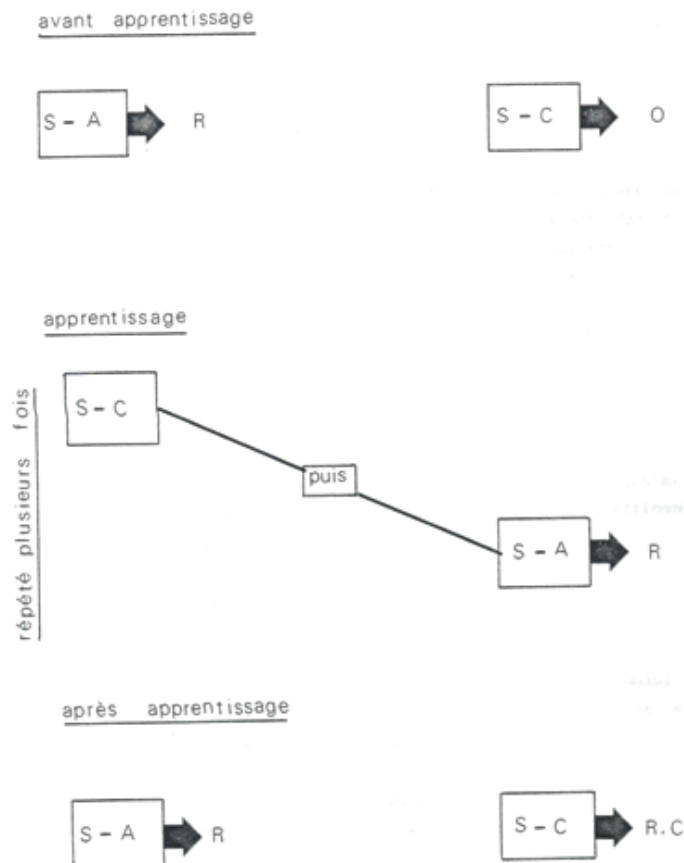 avant apprentissage
S - A R
S - C O
apprentissage
répété plusieurs fois
S - C
puis
S - A R
après apprentissage
S - A R
S - C R.C